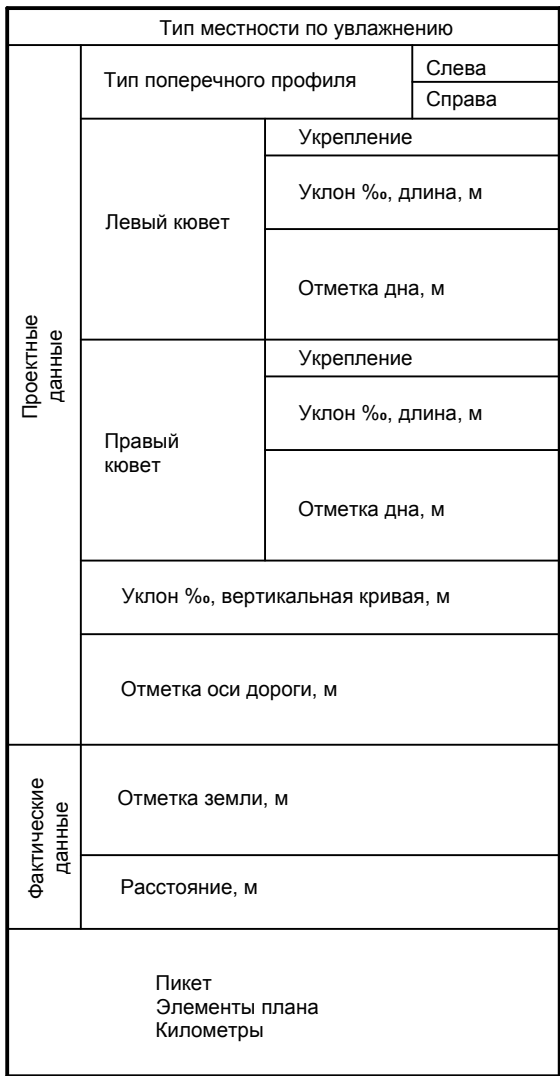 Тип местности по увлажнению
Проектные
данные
Тип поперечного профиля
Слева
Справа
Левый кювет
Укрепление
Уклон ‰, длина, м
Отметка дна, м
Правый
кювет
Укрепление
Уклон ‰, длина, м
Отметка дна, м
Уклон ‰, вертикальная кривая, м
Отметка оси дороги, м
Фактические
данные
Отметка земли, м
Расстояние, м
Пикет
Элементы плана
Километры